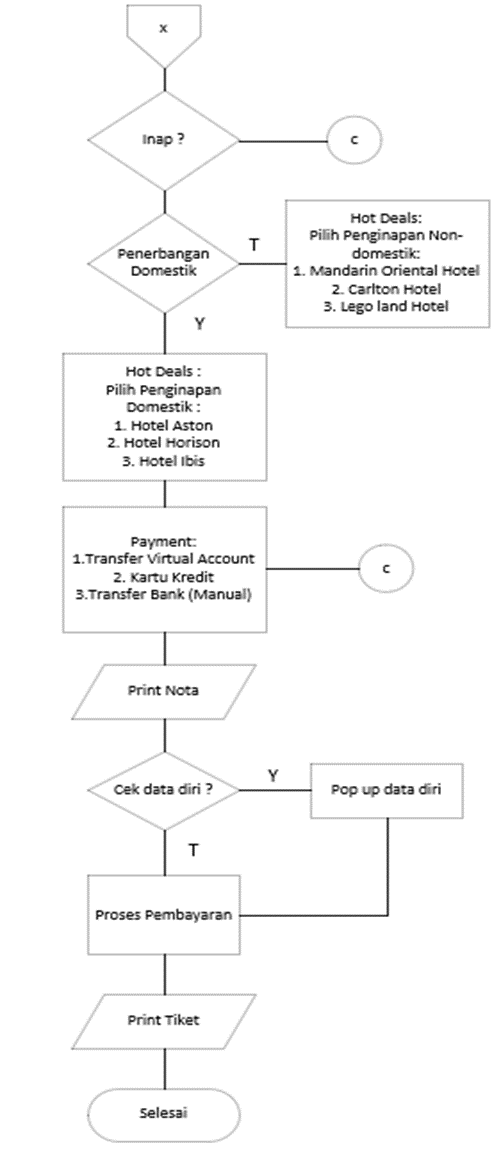 x
Inap ?
c
Penerbangan
Domestik
T
Hot Deals:
Pilih Penginapan Non-
domestik:
1. Mandarin Oriental Hotel
2. Carlton Hotel
3. Lego land Hotel
Y
Hot Deals :
Pilih Penginapan
Domestik :
1. Hotel Aston
2. Hotel Horison
3. Hotel Ibis
Payment:
1.Transfer Virtual Account
2. Kartu Kredit
3.Transfer Bank (Manual)
c
Print Nota
Cek data diri ?
Y
Pop up data diri
T
Proses Pembayaran
Print Tiket
Selesai